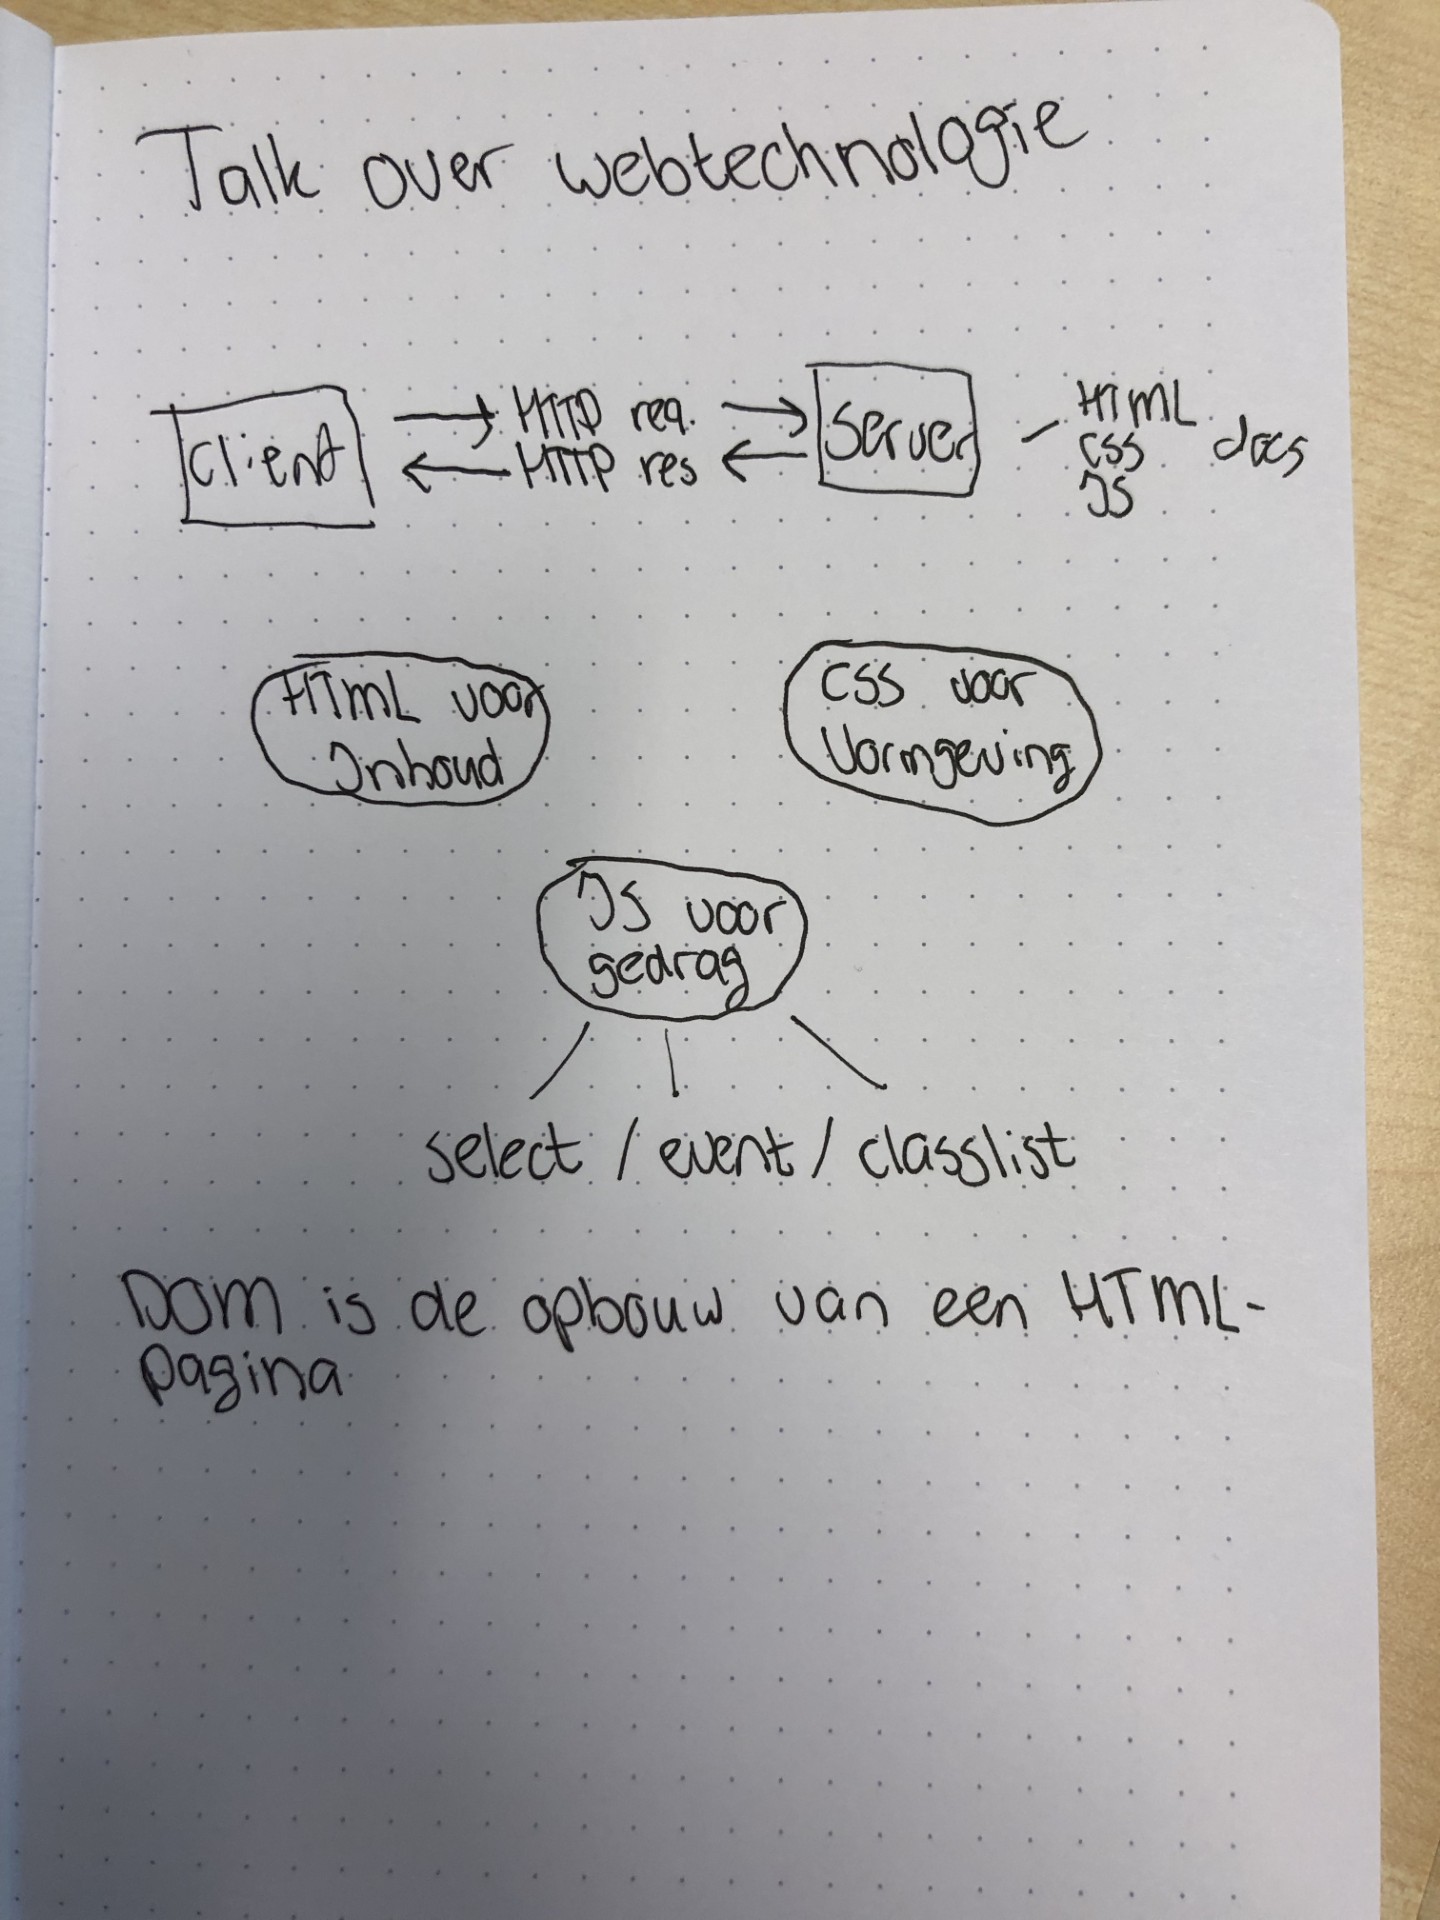 Talk over webtechnologie
Client
HTTP req.
HTTP res
Server
HTML
CSS
JS
docs
HTML voor
Inhoud
CSS voor
Vormgeving
JS voor
gedrag
select / event / classlist
DOM is de opbouw van een HTML-
pagina